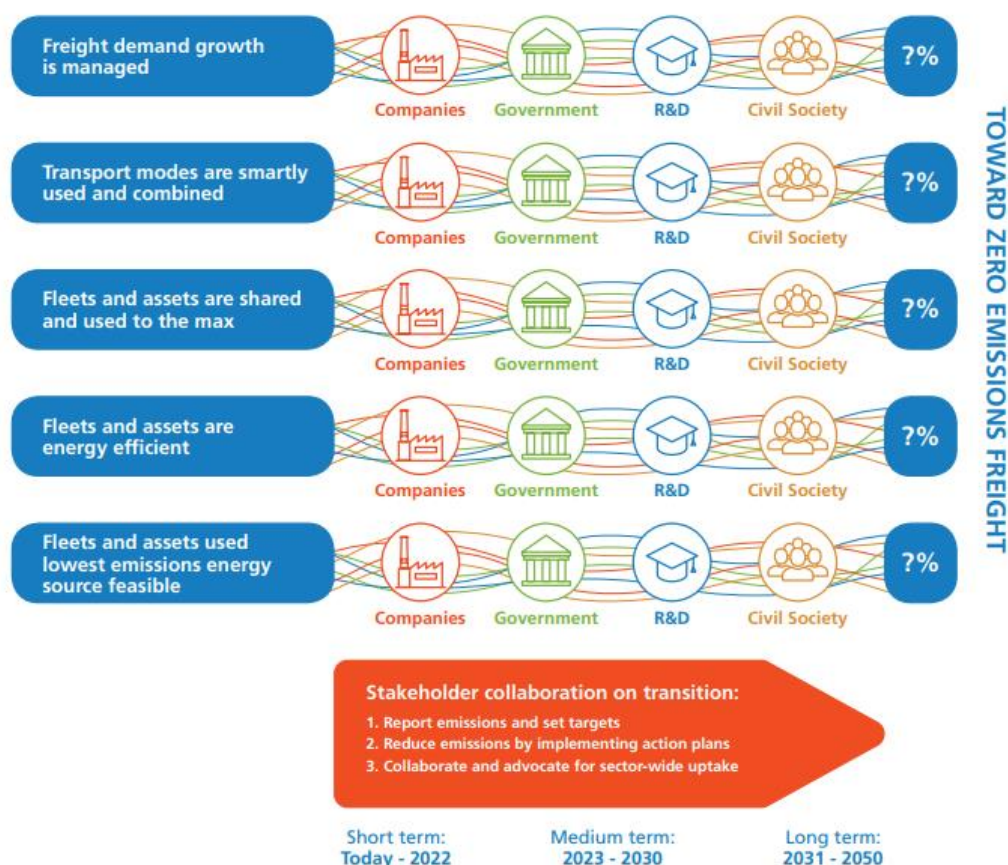 Freight demand growth
is managed
Companies
Government
R&D
Civil Society
?%
Transport modes are smartly
used and combined
Companies
Government
R&D
Civil Society
?%
Fleets and assets are shared
and used to the max
Companies
Government
R&D
Civil Society
?%
Fleets and assets are
energy efficient
Companies
Government
R&D
Civil Society
?%
Fleets and assets used
lowest emissions energy
source feasible
Companies
Government
R&D
Civil Society
?%
TOWARD ZERO EMISSIONS FREIGHT
Stakeholder collaboration on transition:
1. Report emissions and set targets
2. Reduce emissions by implementing action plans
3. Collaborate and advocate for sector-wide uptake
Short term:
Today - 2022
Medium term:
2023 - 2030
Long term:
2031 - 2050